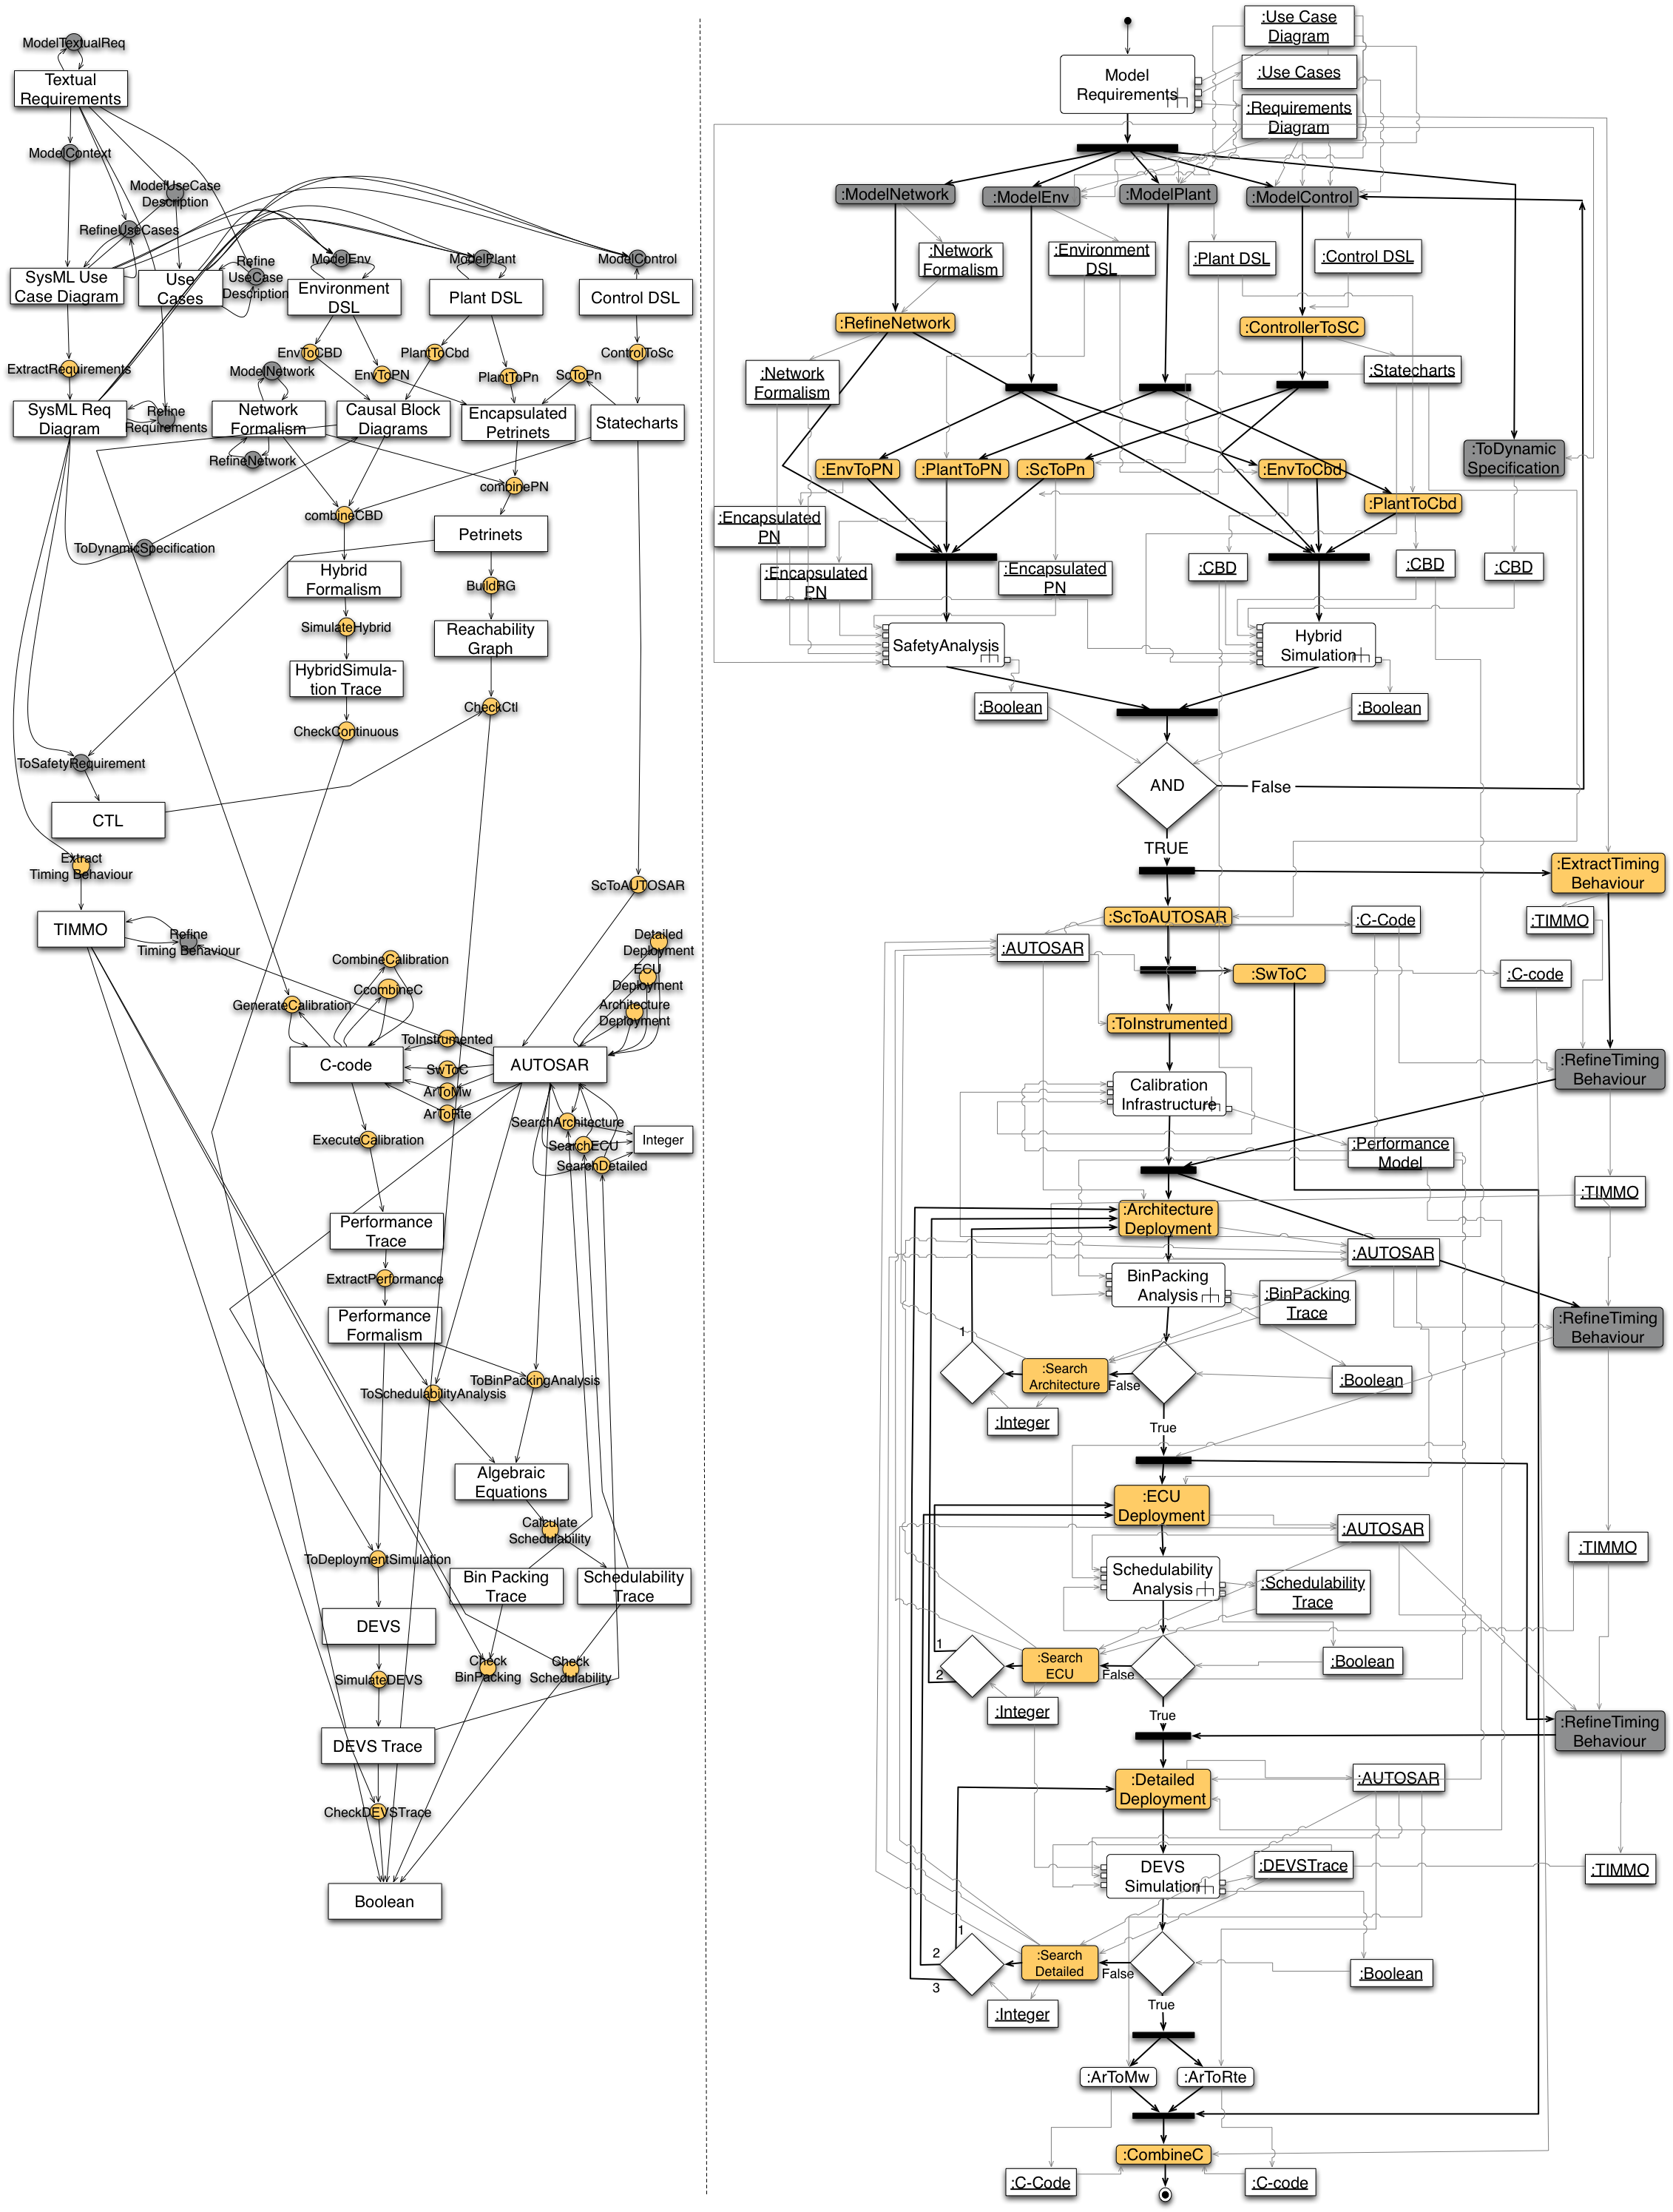 ModelTextualReq
Textual
Requirements
ModelContext
ModelUseCase
Description
RefineUseCases
SysML Use
Case Diagram
Use
Cases
Refine
UseCase
Description
ModelEnv
Environment
DSL
ModelPlant
Plant DSL
ModelControl
Control DSL
ExtractRequirements
EnvToCBD
EnvToPN
PlantToCbd
PlantToPn
ScToPn
ControlToSc
ModelNetwork
SysML Req
Diagram
Refine
Requirements
Network
Formalism
Causal Block
Diagrams
Encapsulated
Petrinets
Statecharts
RefineNetwork
combinePN
combineCBD
ToDynamicSpecification
Petrinets
Hybrid
Formalism
BuildRG
SimulateHybrid
Reachability
Graph
HybridSimula-
tion Trace
CheckCtl
CheckContinuous
ToSafetyRequirement
CTL
Extract
Timing Behaviour
ScToAUTOSAR
TIMMO
Refine
Timing Behaviour
Detailed
Deployment
ECU
Deployment
Architecture
Deployment
CombineCalibration
CcombineC
GenerateCalibration
ToInstrumented
C-code
SwToC
AUTOSAR
ArToMw
ArToRte
ExecuteCalibration
SearchArchitecture
SearchECU
SearchDetailed
Integer
Performance
Trace
ExtractPerformance
Performance
Formalism
ToBinPackingAnalysis
ToSchedulabilityAnalysis
Algebraic
Equations
Calculate
Schedulability
ToDeploymentSimulation
Bin Packing
Trace
Schedulability
Trace
DEVS
Check
BinPacking
Check
Schedulability
SimulateDEVS
DEVS Trace
CheckDEVSTrace
Boolean
:Use Case
Diagram
Model
Requirements
:Use Cases
:Requirements
Diagram
:ModelNetwork
:ModelEnv
:ModelPlant
:ModelControl
:Network
Formalism
:Environment
DSL
:Plant DSL
:Control DSL
:RefineNetwork
:ControllerToSC
:Network
Formalism
:Statecharts
:ToDynamic
Specification
:EnvToPN
:PlantToPN
:ScToPn
:EnvToCbd
:PlantToCbd
:Encapsulated
PN
:Encapsulated
PN
:Encapsulated
PN
:CBD
:CBD
:CBD
SafetyAnalysis
Hybrid
Simulation
:Boolean
:Boolean
AND
False
TRUE
:ExtractTiming
Behaviour
:ScToAUTOSAR
:C-Code
:TIMMO
:AUTOSAR
:SwToC
:C-code
:ToInstrumented
:RefineTiming
Behaviour
Calibration
Infrastructure
:Performance
Model
:TIMMO
:Architecture
Deployment
:AUTOSAR
BinPacking
Analysis
:BinPacking
Trace
:RefineTiming
Behaviour
1
:Search
Architecture
False
:Boolean
:Integer
True
:ECU
Deployment
:AUTOSAR
:TIMMO
Schedulability
Analysis
:Schedulability
Trace
1
2
:Search
ECU
False
:Boolean
:Integer
True
:RefineTiming
Behaviour
:Detailed
Deployment
:AUTOSAR
DEVS
Simulation
:DEVSTrace
:TIMMO
1
2
3
:Search
Detailed
False
:Boolean
:Integer
True
:ArToMw
:ArToRte
:CombineC
:C-Code
:C-code